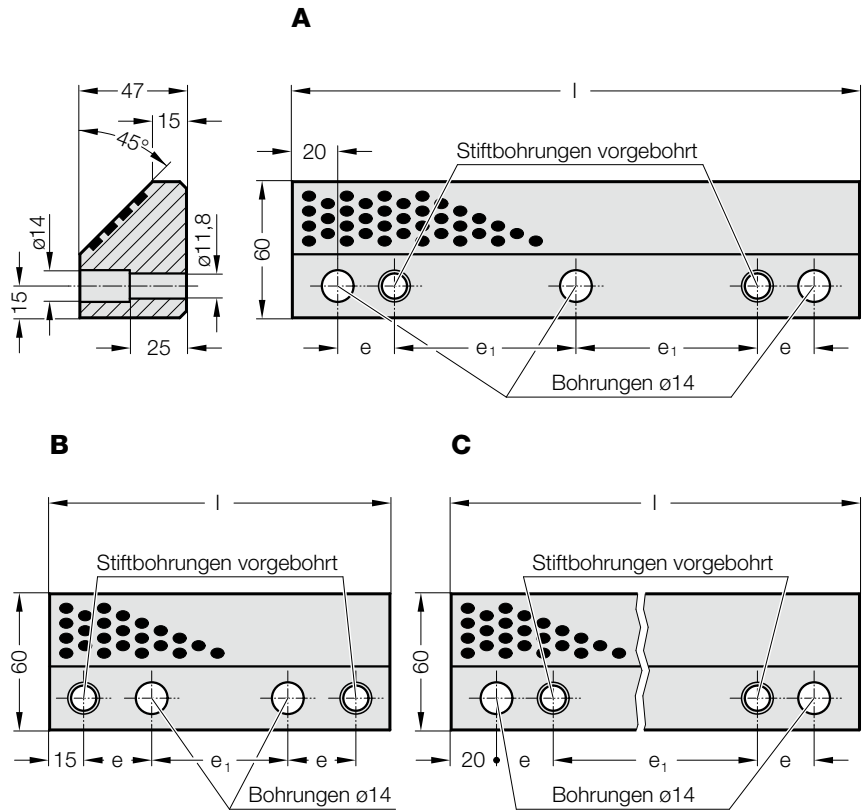 A
47
l
15
45°
20
Stiftbohrungen vorgebohrt
ø14
ø11,8
60
15
25
e
e₁
e₁
e
Bohrungen ø14
B
C
l
l
Stiftbohrungen vorgebohrt
Stiftbohrungen vorgebohrt
60
60
15
e
e₁
e
20
e
e₁
e
Bohrungen ø14
Bohrungen ø14